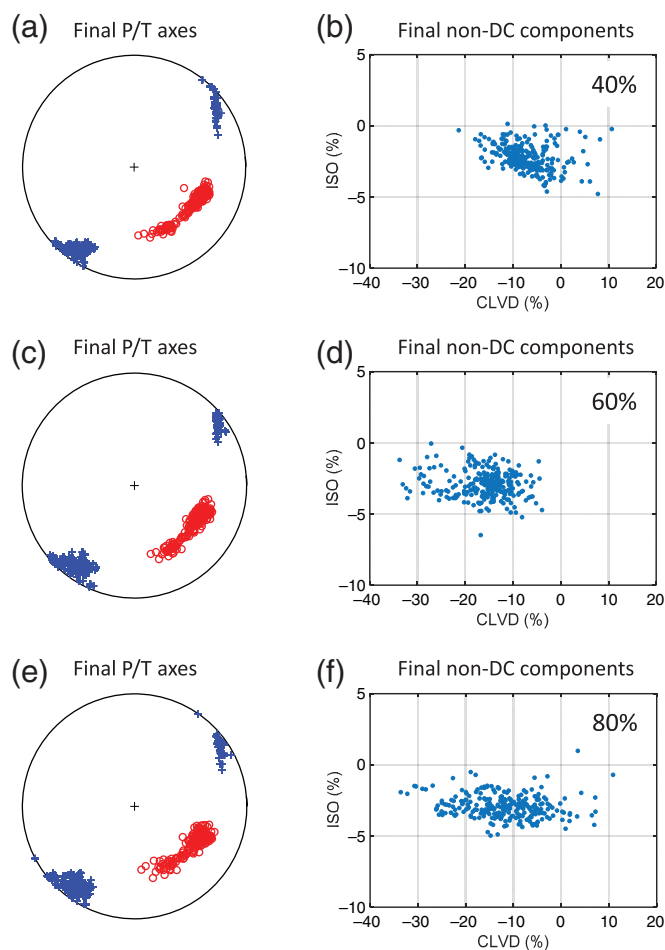 (a) Final P/T axes
(b) Final non-DC components
40%
5
0
−5
−10
ISO (%)
−40 −30 −20 −10 0 10 20
CLVD (%)
(c) Final P/T axes
(d) Final non-DC components
60%
5
0
−5
−10
ISO (%)
−40 −30 −20 −10 0 10 20
CLVD (%)
(e) Final P/T axes
(f) Final non-DC components
80%
5
0
−5
−10
ISO (%)
−40 −30 −20 −10 0 10 20
CLVD (%)